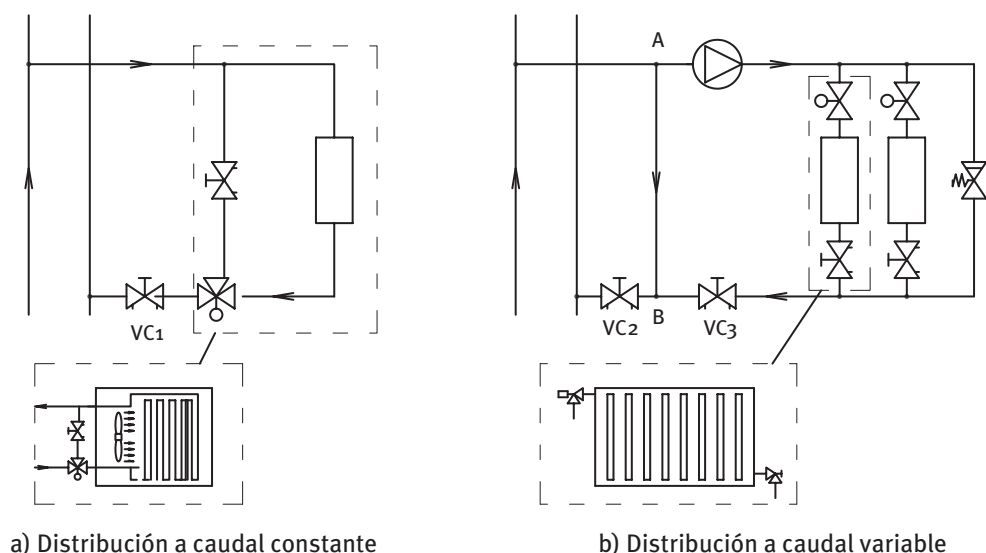 A
VC1
VC2
B
VC3
a) Distribución a caudal constante
b) Distribución a caudal variable